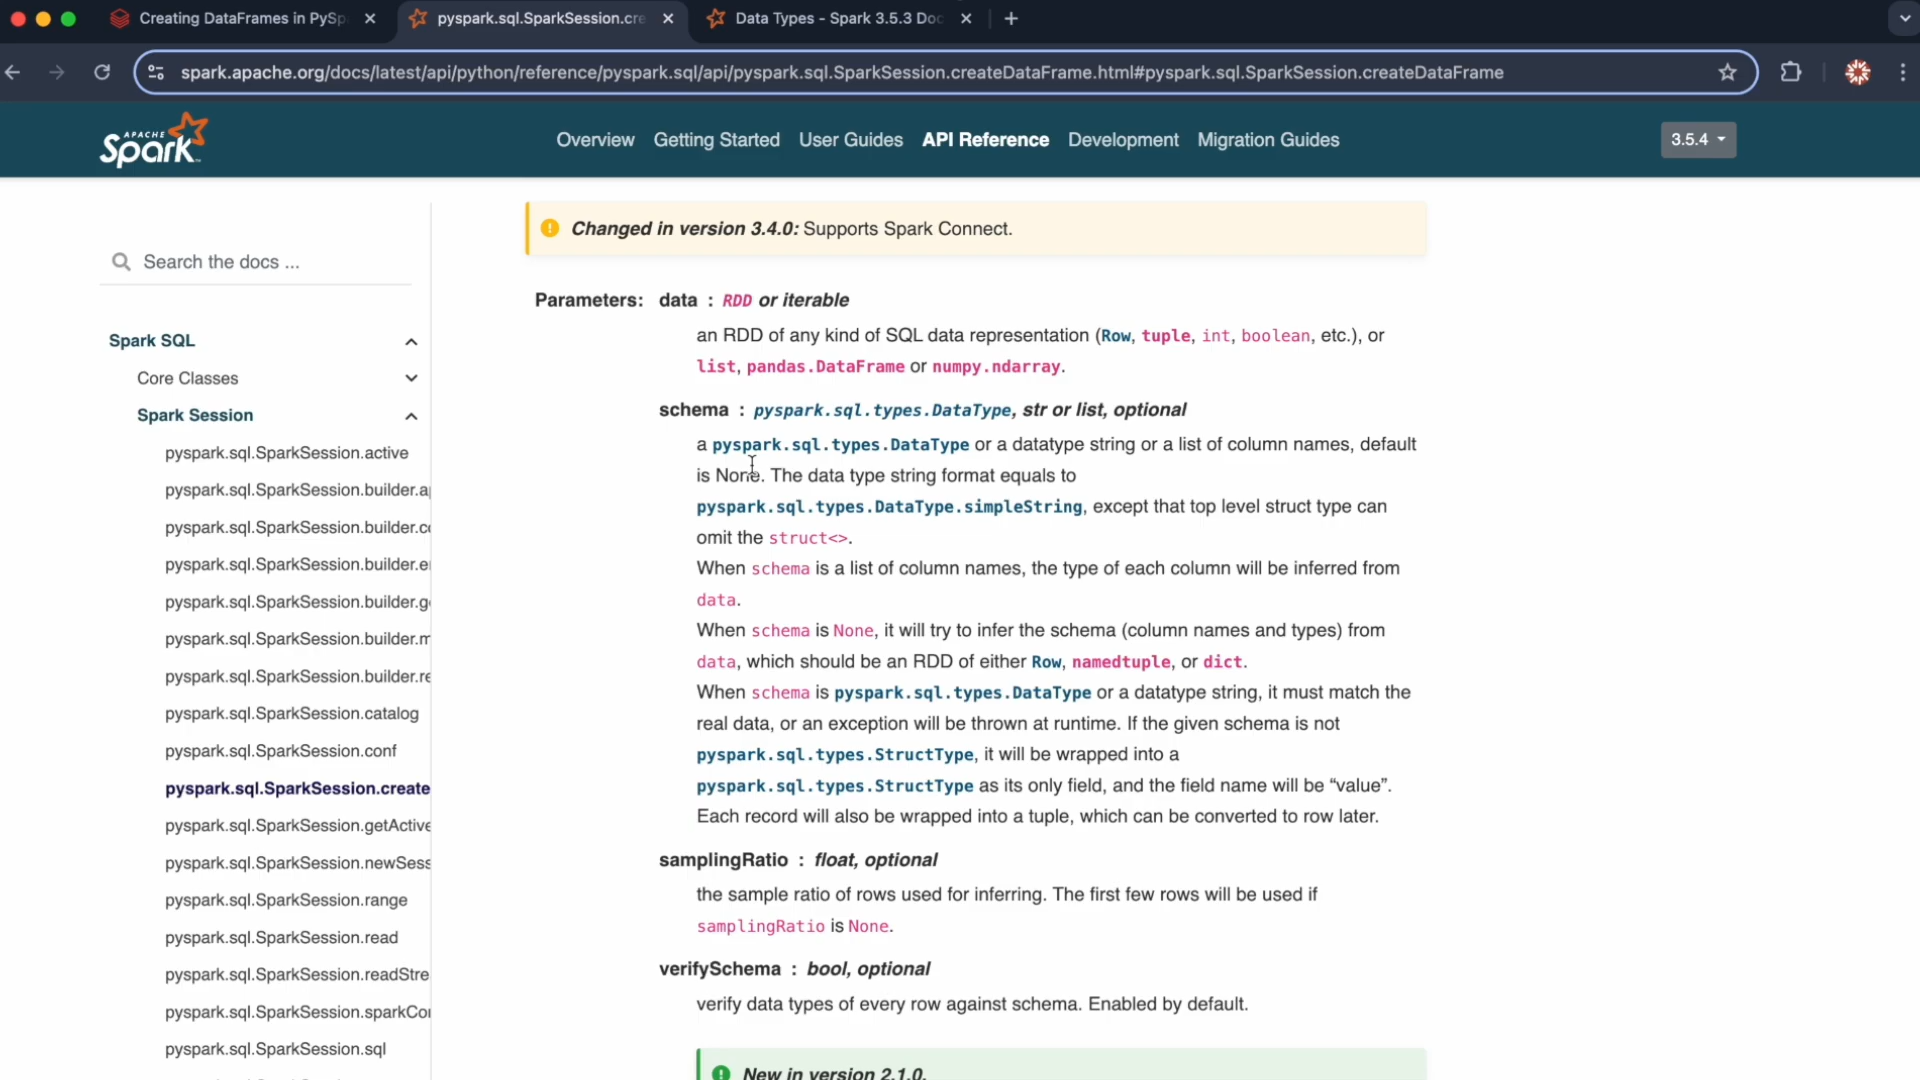 Creating DataFrames in PySp
pyspark.sql.SparkSession.cre
Data Types - Spark 3.5.3 Doc
spark.apache.org/docs/latest/api/python/reference/pyspark.sql/api/pyspark.sql.SparkSession.createDataFrame.html#pyspark.sql.SparkSession.createDataFrame
APACHE
Spark
Overview Getting Started User Guides API Reference Development Migration Guides
3.5.4
Search the docs ...
Spark SQL
Core Classes
Spark Session
pyspark.sql.SparkSession.active
pyspark.sql.SparkSession.builder.ap
pyspark.sql.SparkSession.builder.co
pyspark.sql.SparkSession.builder.e
pyspark.sql.SparkSession.builder.g
pyspark.sql.SparkSession.builder.m
pyspark.sql.SparkSession.builder.re
pyspark.sql.SparkSession.catalog
pyspark.sql.SparkSession.conf
pyspark.sql.SparkSession.create
pyspark.sql.SparkSession.getActive
pyspark.sql.SparkSession.newSess
pyspark.sql.SparkSession.range
pyspark.sql.SparkSession.read
pyspark.sql.SparkSession.readStre
pyspark.sql.SparkSession.sparkCo
pyspark.sql.SparkSession.sql
Changed in version 3.4.0: Supports Spark Connect.
Parameters: data : RDD or iterable
an RDD of any kind of SQL data representation (Row, tuple, int, boolean, etc.), or
list, pandas.DataFrame or numpy.ndarray.
schema : pyspark.sql.types.DataType, str or list, optional
a pyspark.sql.types.DataType or a datatype string or a list of column names, default
is None. The data type string format equals to
pyspark.sql.types.DataType.simpleString, except that top level struct type can
omit the struct<>.
When schema is a list of column names, the type of each column will be inferred from
data.
When schema is None, it will try to infer the schema (column names and types) from
data, which should be an RDD of either Row, namedtuple, or dict.
When schema is pyspark.sql.types.DataType or a datatype string, it must match the
real data, or an exception will be thrown at runtime. If the given schema is not
pyspark.sql.types.StructType, it will be wrapped into a
pyspark.sql.types.StructType as its only field, and the field name will be “value”.
Each record will also be wrapped into a tuple, which can be converted to row later.
samplingRatio : float, optional
the sample ratio of rows used for inferring. The first few rows will be used if
samplingRatio is None.
verifySchema : bool, optional
verify data types of every row against schema. Enabled by default.
New in version 2.1.0.